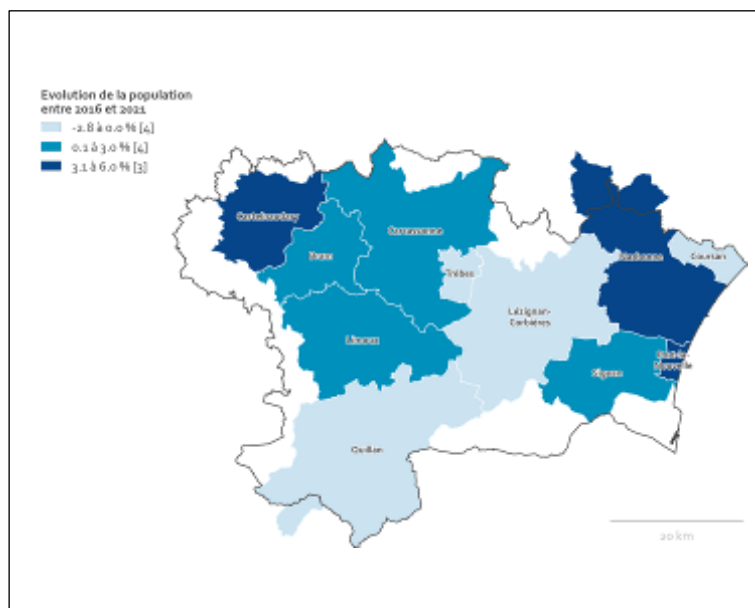 Evolution de la population
entre 2016 et 2021
-2.8 à 0.0 % [4]
0.1 à 3.0 % [4]
3.1 à 6.0 % [3]
Castelnaudary
Carcassonne
Bram
Trèbes
Narbonne
Coursan
Lézignan-
Corbières
Limoux
Sigean
Port-la-
Nouvelle
Quillan
20 km